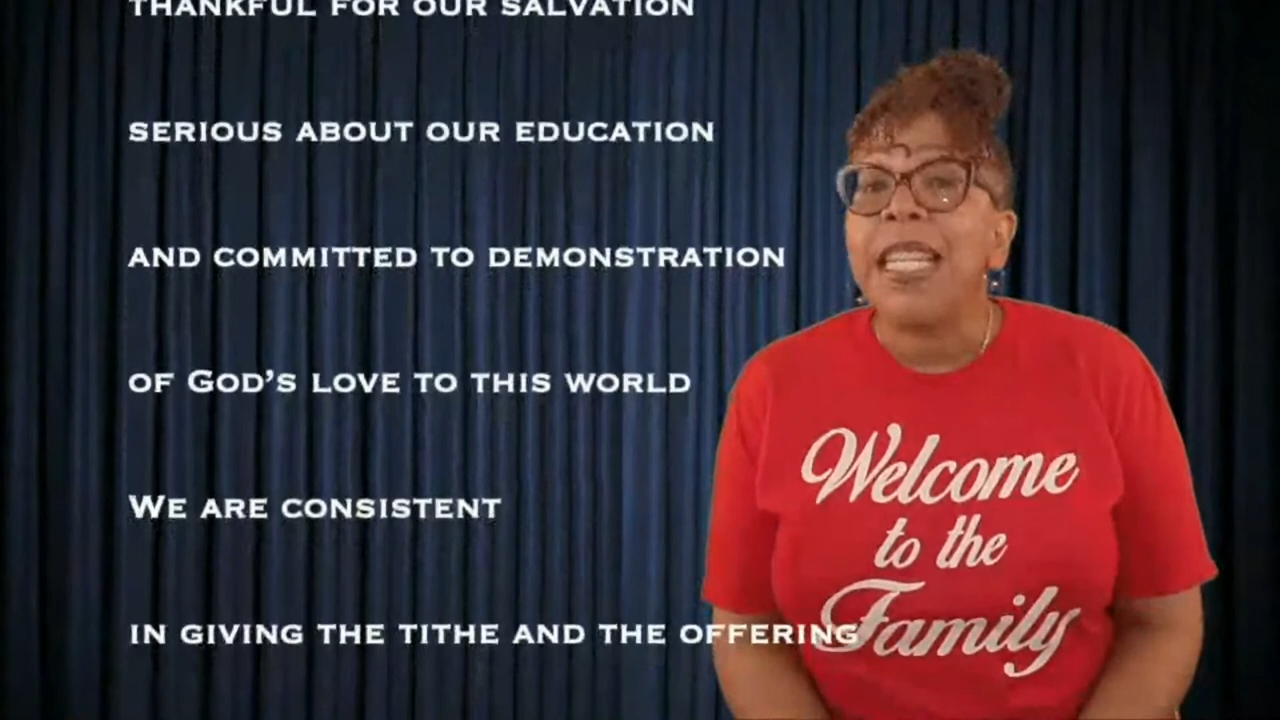 THANKFUL FOR OUR SALVATION
SERIOUS ABOUT OUR EDUCATION
AND COMMITTED TO DEMONSTRATION
OF GOD'S LOVE TO THIS WORLD
WE ARE CONSISTENT
IN GIVING THE TITHE AND THE OFFERING
Welcome
to the
Family